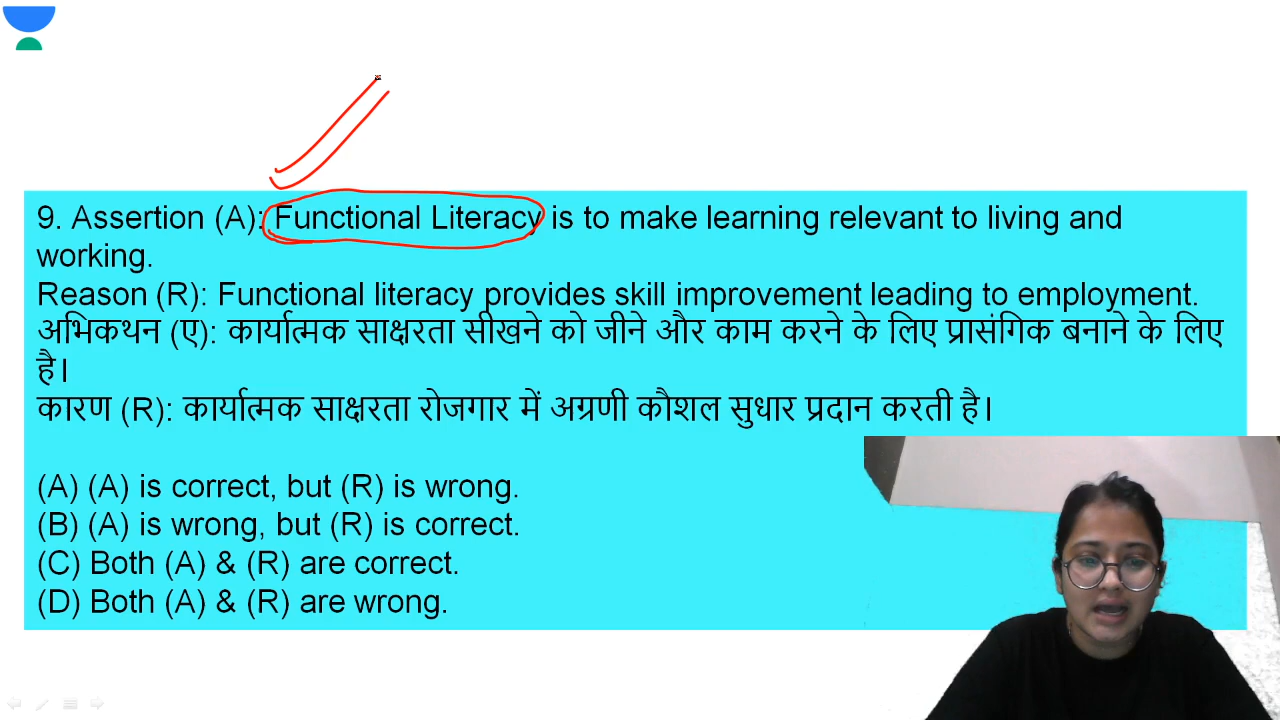 9. Assertion (A): Functional Literacy is to make learning relevant to living and
working.
Reason (R): Functional literacy provides skill improvement leading to employment.
अभिकथन (ए): कार्यात्मक साक्षरता सीखने को जीने और काम करने के लिए प्रासंगिक बनाने के लिए
है।
कारण (R): कार्यात्मक साक्षरता रोजगार में अग्रणी कौशल सुधार प्रदान करती है।
(A) (A) is correct, but (R) is wrong.
(B) (A) is wrong, but (R) is correct.
(C) Both (A) & (R) are correct.
(D) Both (A) & (R) are wrong.